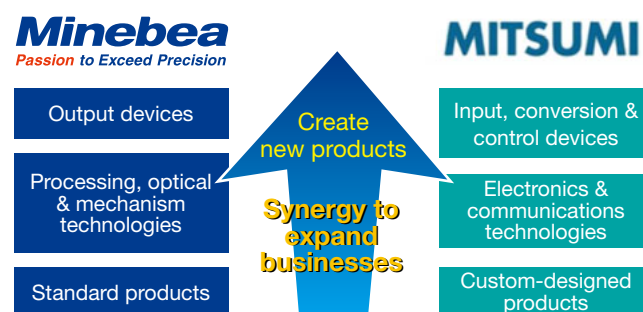 Minebea
Passion to Exceed Precision
MITSUMI
Output devices
Processing, optical
& mechanism
technologies
Standard products
Create
new products
Synergy to
expand
businesses
Input, conversion &
control devices
Electronics &
communications
technologies
Custom-designed
products